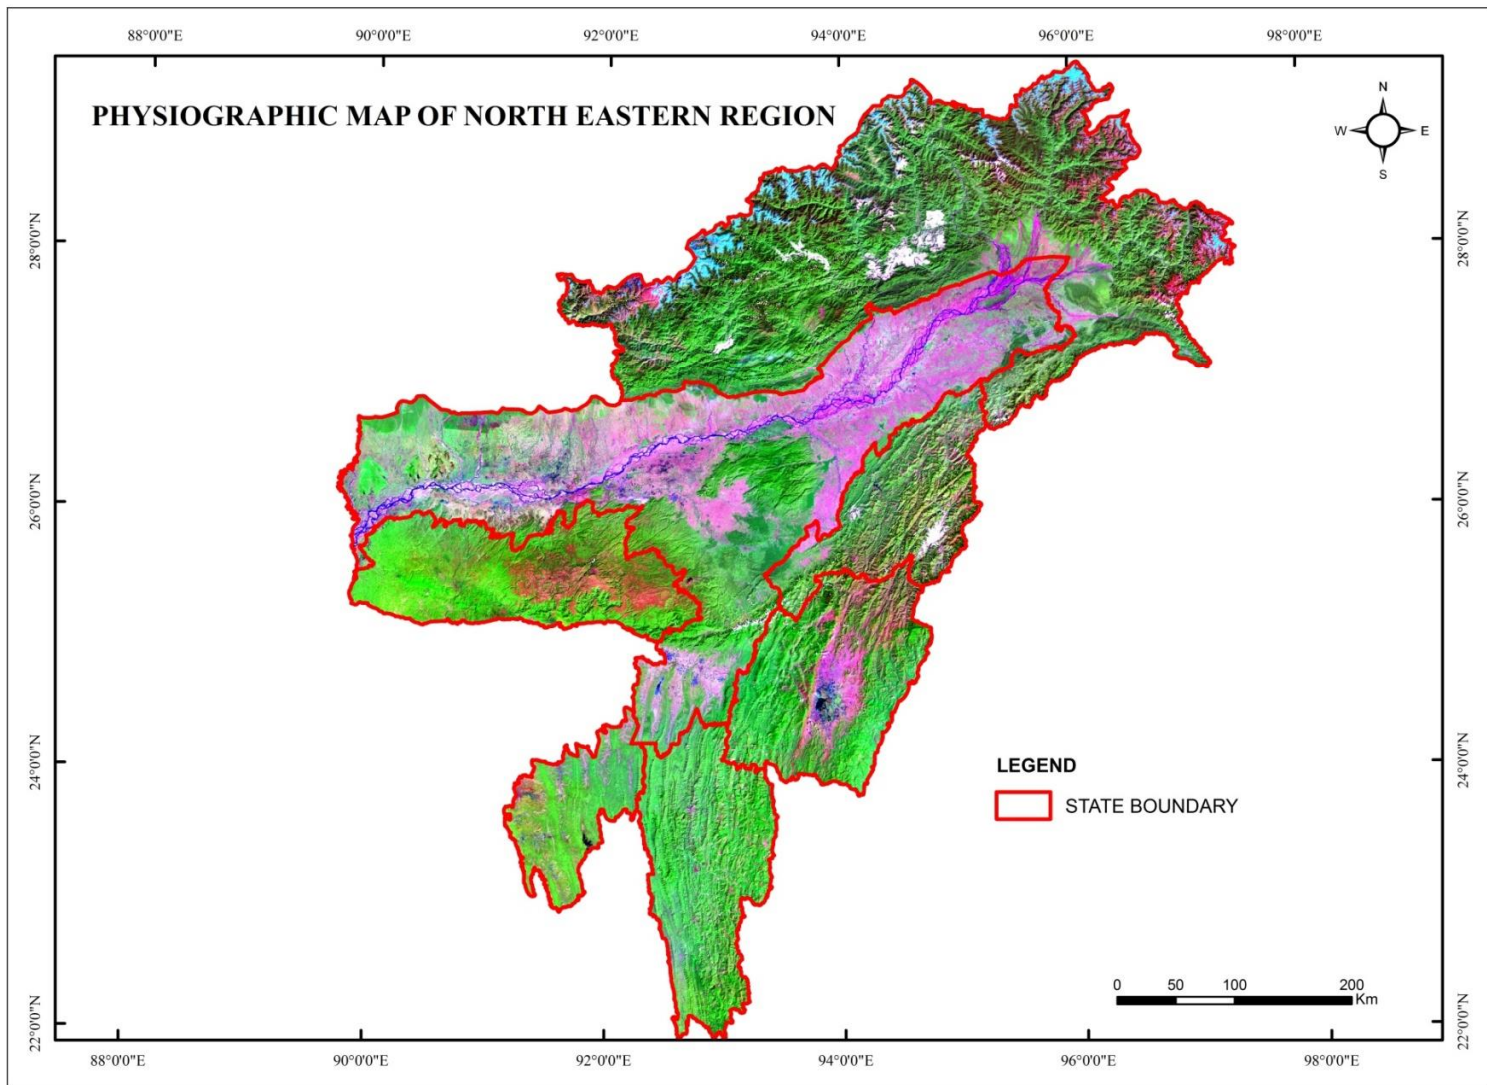 88°0'0"E 90°0'0"E 92°0'0"E 94°0'0"E 96°0'0"E 98°0'0"E
PHYSIOGRAPHIC MAP OF NORTH EASTERN REGION
N
W E
S
28°0'0"N 28°0'0"N
26°0'0"N 26°0'0"N
24°0'0"N 24°0'0"N
LEGEND
STATE BOUNDARY
0 50 100 200
Km
22°0'0"N 22°0'0"N
88°0'0"E 90°0'0"E 92°0'0"E 94°0'0"E 96°0'0"E 98°0'0"E